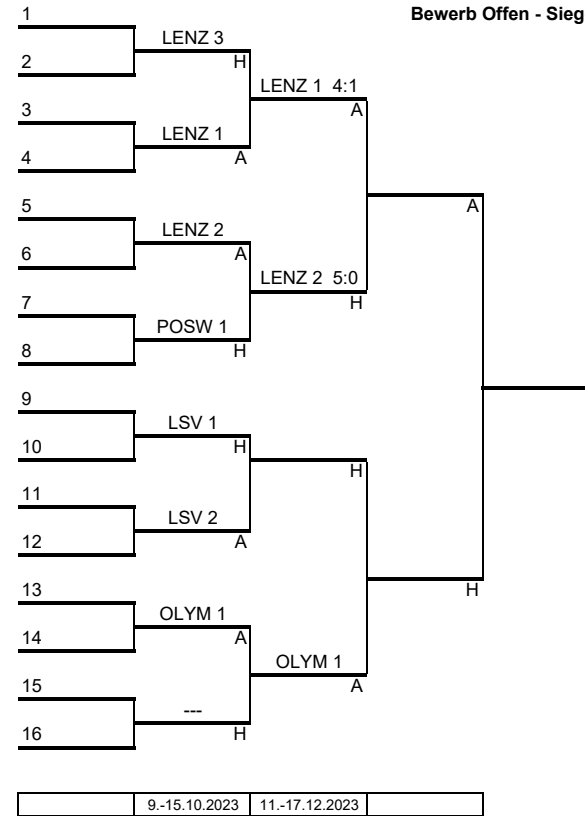 Bewerb Offen - Sieg
1
LENZ 3
2
H
LENZ 1 4:1
A
3
LENZ 1
4
A
A
5
LENZ 2
6
A
LENZ 2 5:0
H
7
POSW 1
8
H
9
LSV 1
10
H
H
11
LSV 2
12
A
H
13
OLYM 1
14
A
OLYM 1
A
15
---
16
H
9.-15.10.2023 11.-17.12.2023